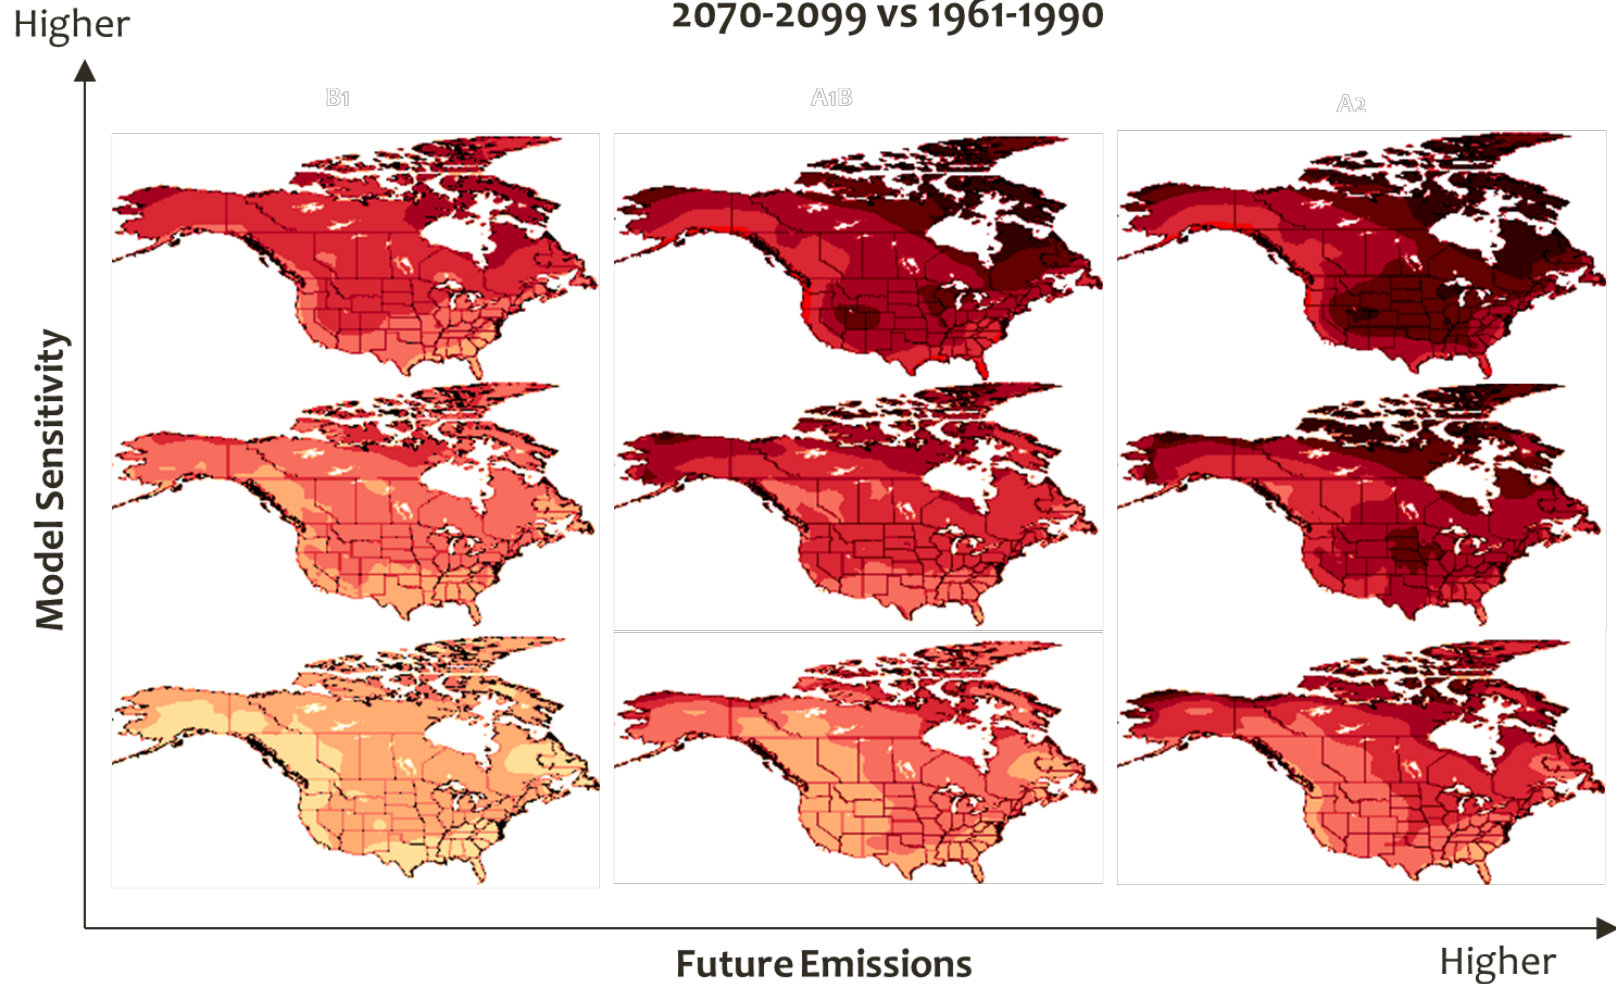 2070-2099 vs 1961-1990
Higher
B1
A1B
A2
Model Sensitivity
Future Emissions
Higher